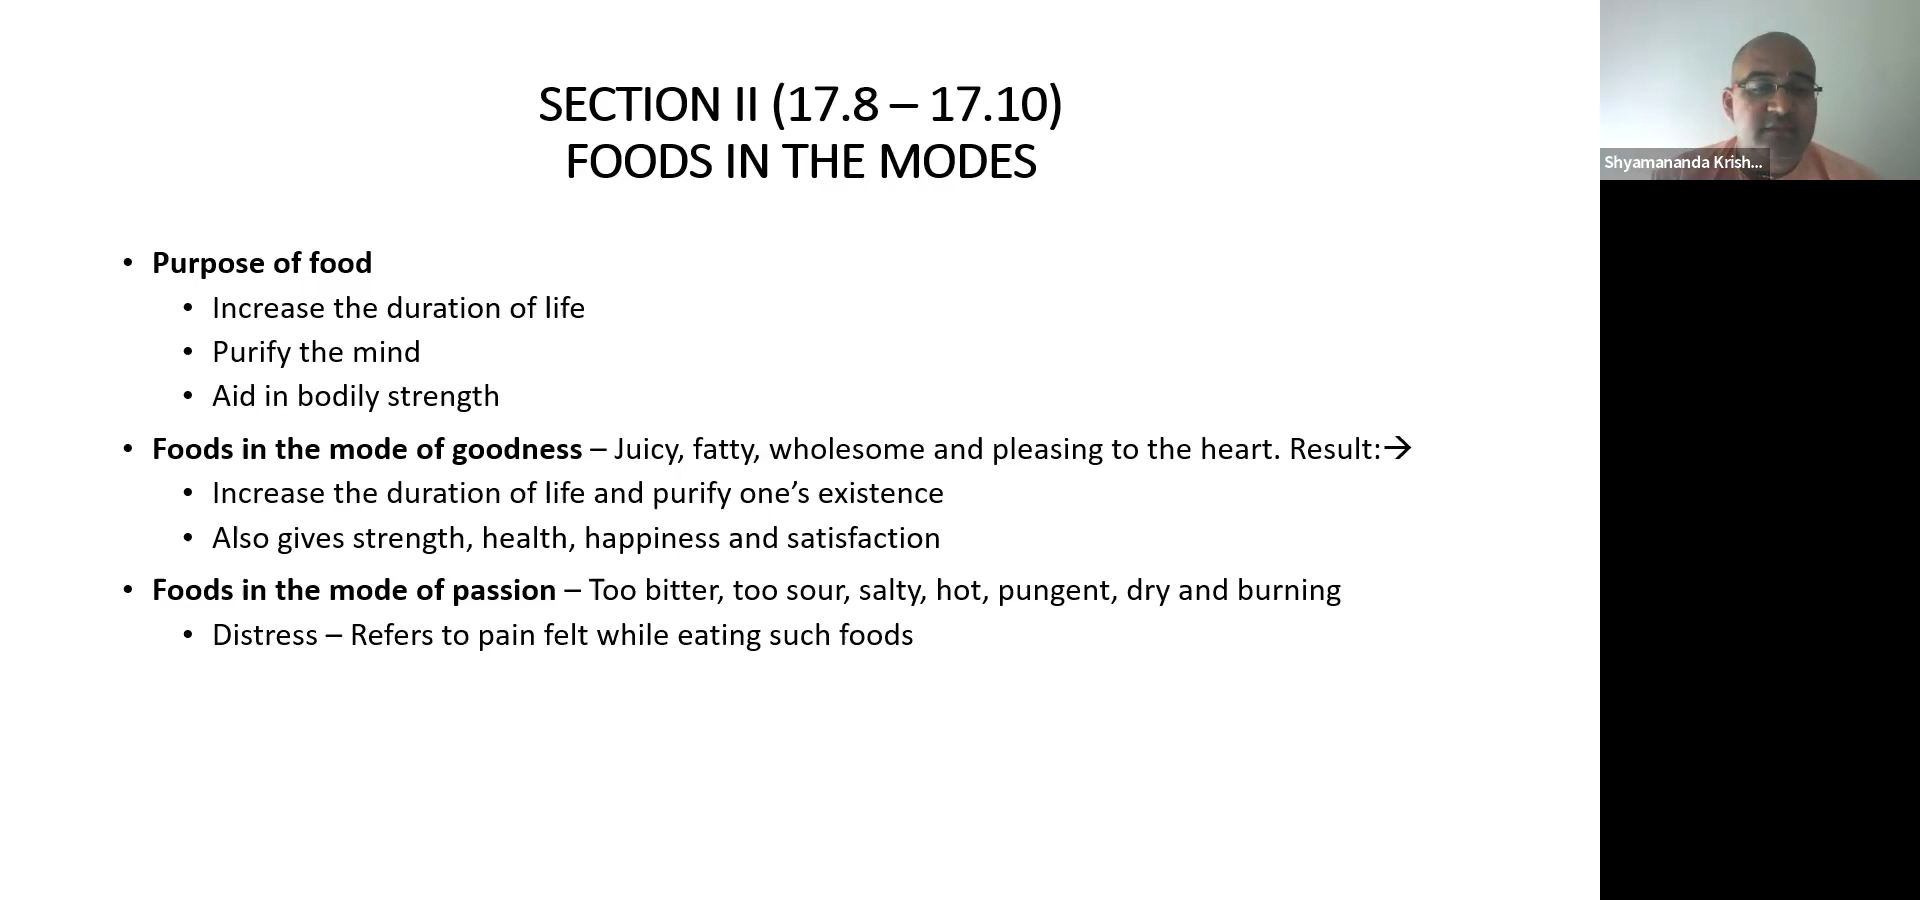 SECTION II (17.8 – 17.10)
FOODS IN THE MODES
• Purpose of food
• Increase the duration of life
• Purify the mind
• Aid in bodily strength
• Foods in the mode of goodness – Juicy, fatty, wholesome and pleasing to the heart. Result:→
• Increase the duration of life and purify one’s existence
• Also gives strength, health, happiness and satisfaction
• Foods in the mode of passion – Too bitter, too sour, salty, hot, pungent, dry and burning
• Distress – Refers to pain felt while eating such foods
Shyamananda Krish...